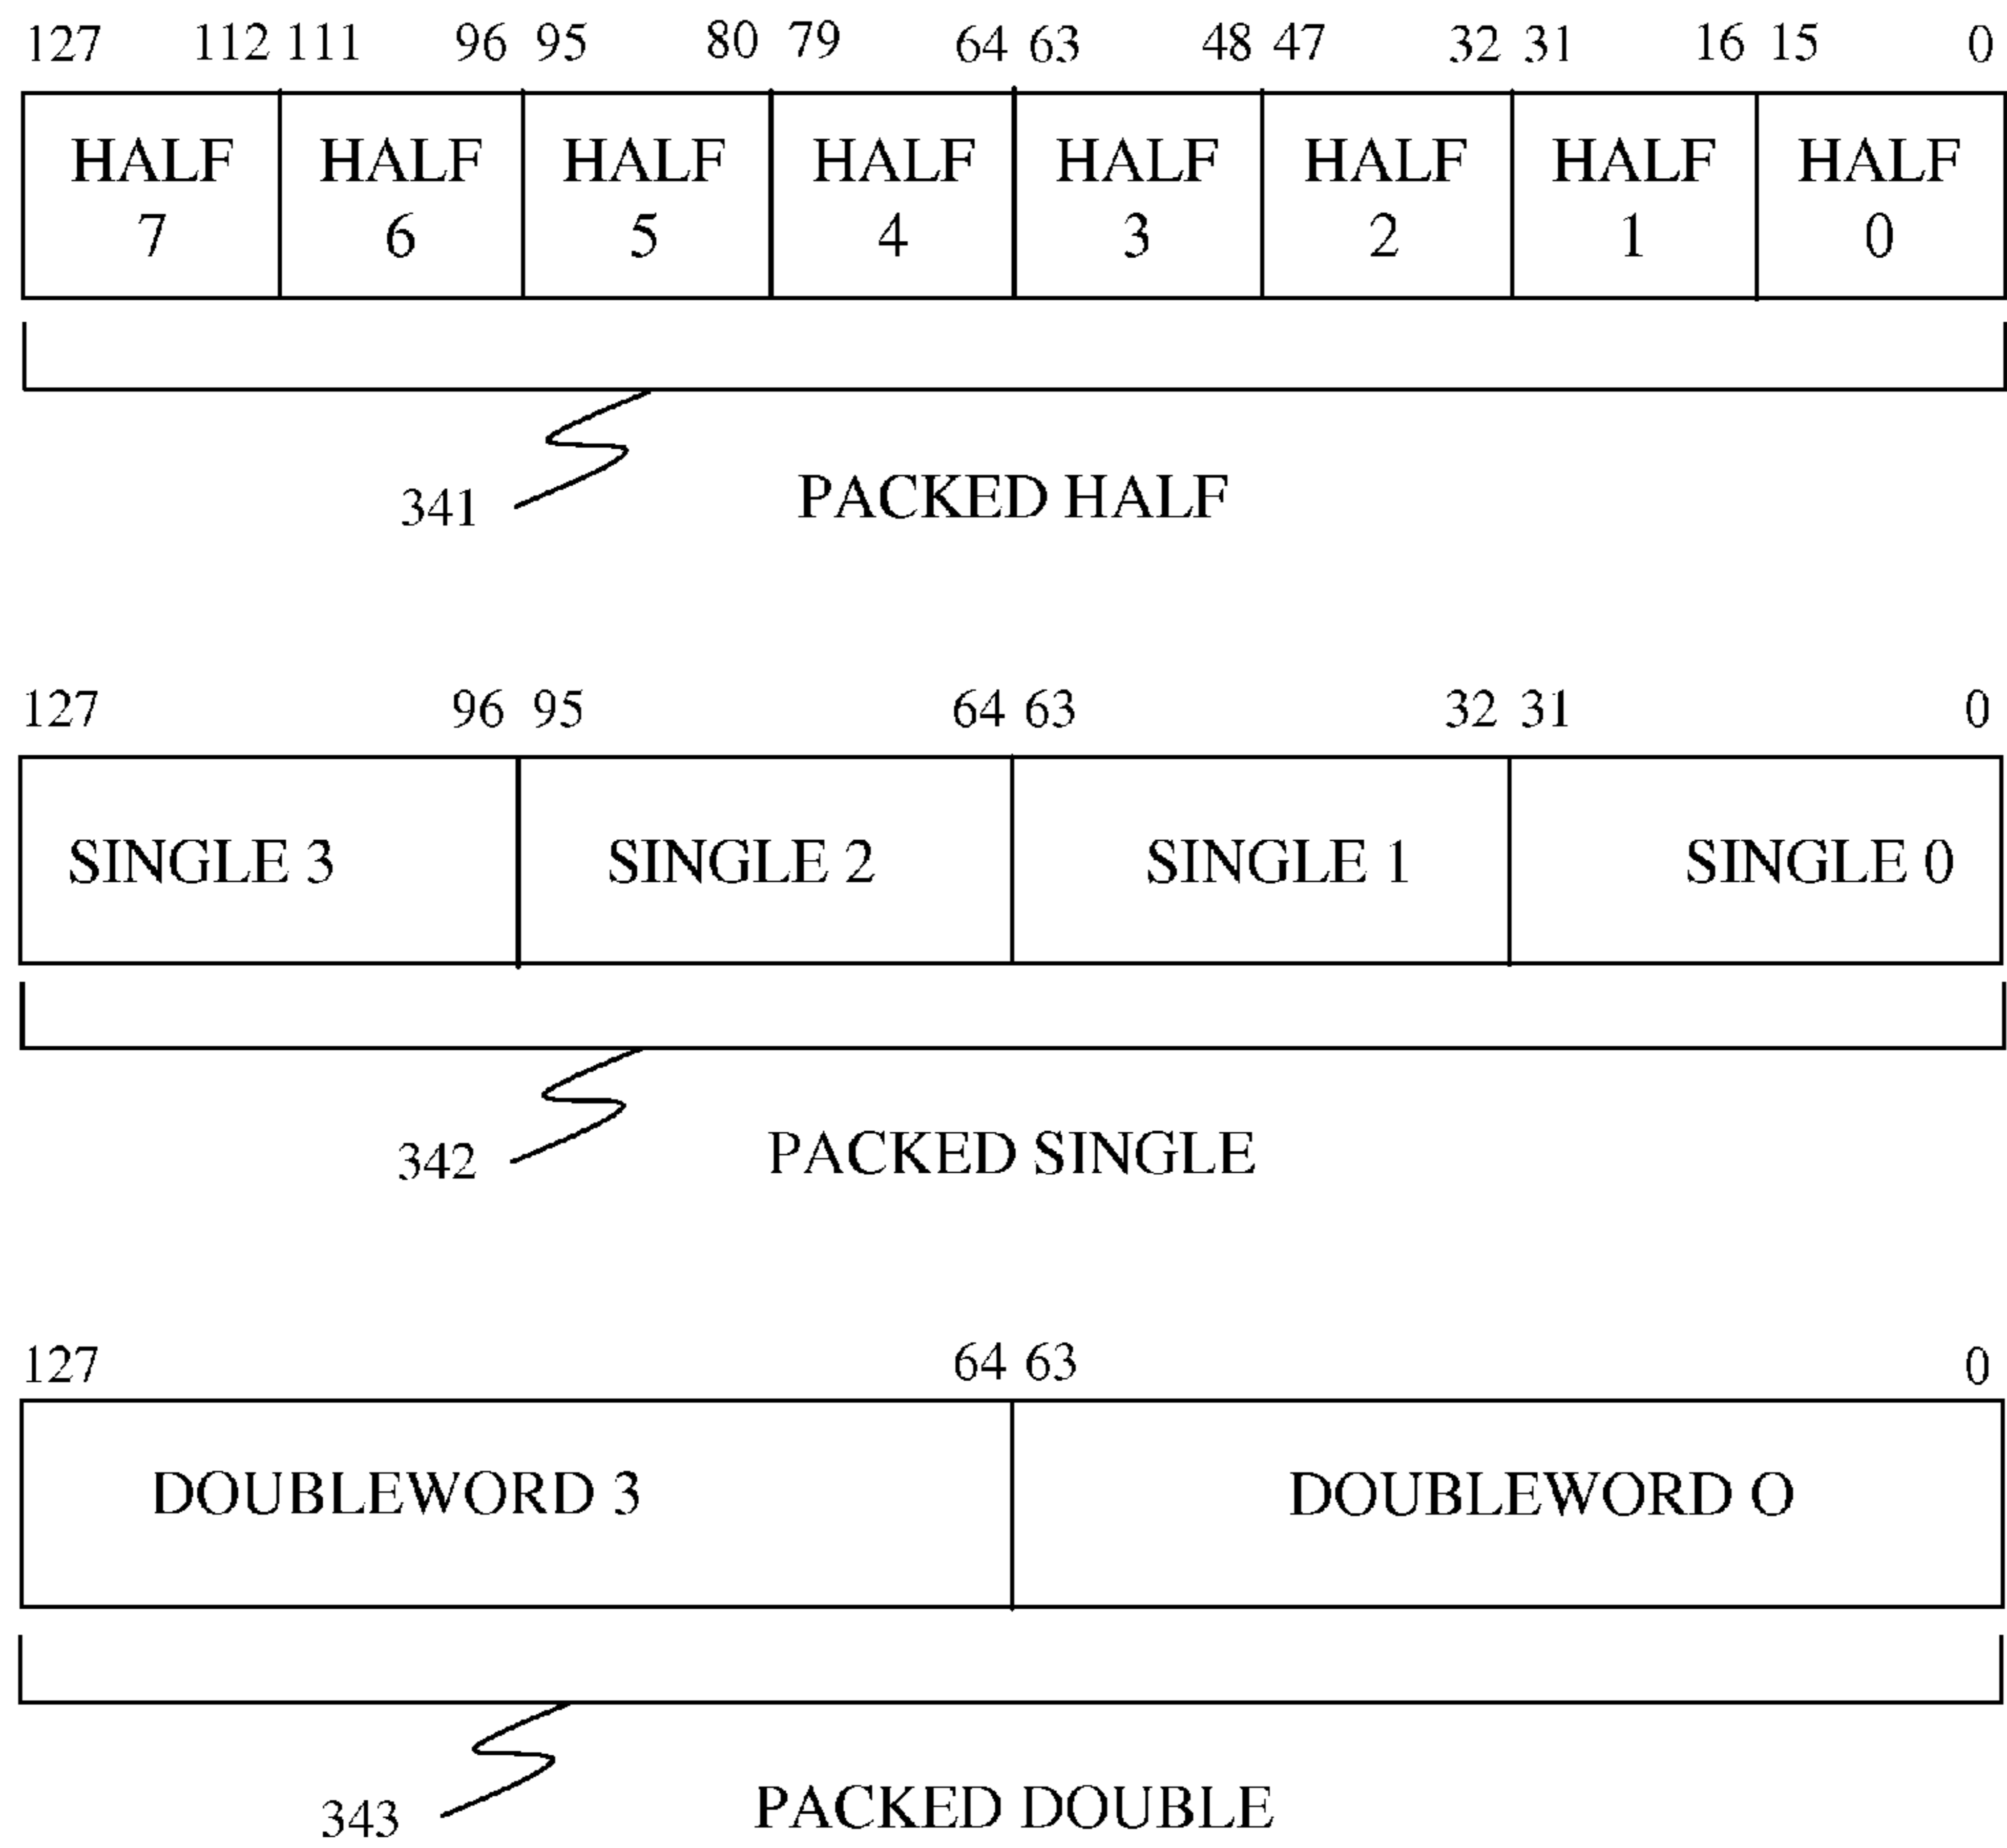 127 112 111 96 95 80 79 64 63 48 47 32 31 16 15 0
HALF HALF HALF HALF HALF HALF HALF HALF
7 6 5 4 3 2 1 0
341 PACKED HALF
127 96 95 64 63 32 31 0
SINGLE 3 SINGLE 2 SINGLE 1 SINGLE 0
342 PACKED SINGLE
127 64 63 0
DOUBLEWORD 3 DOUBLEWORD O
343 PACKED DOUBLE